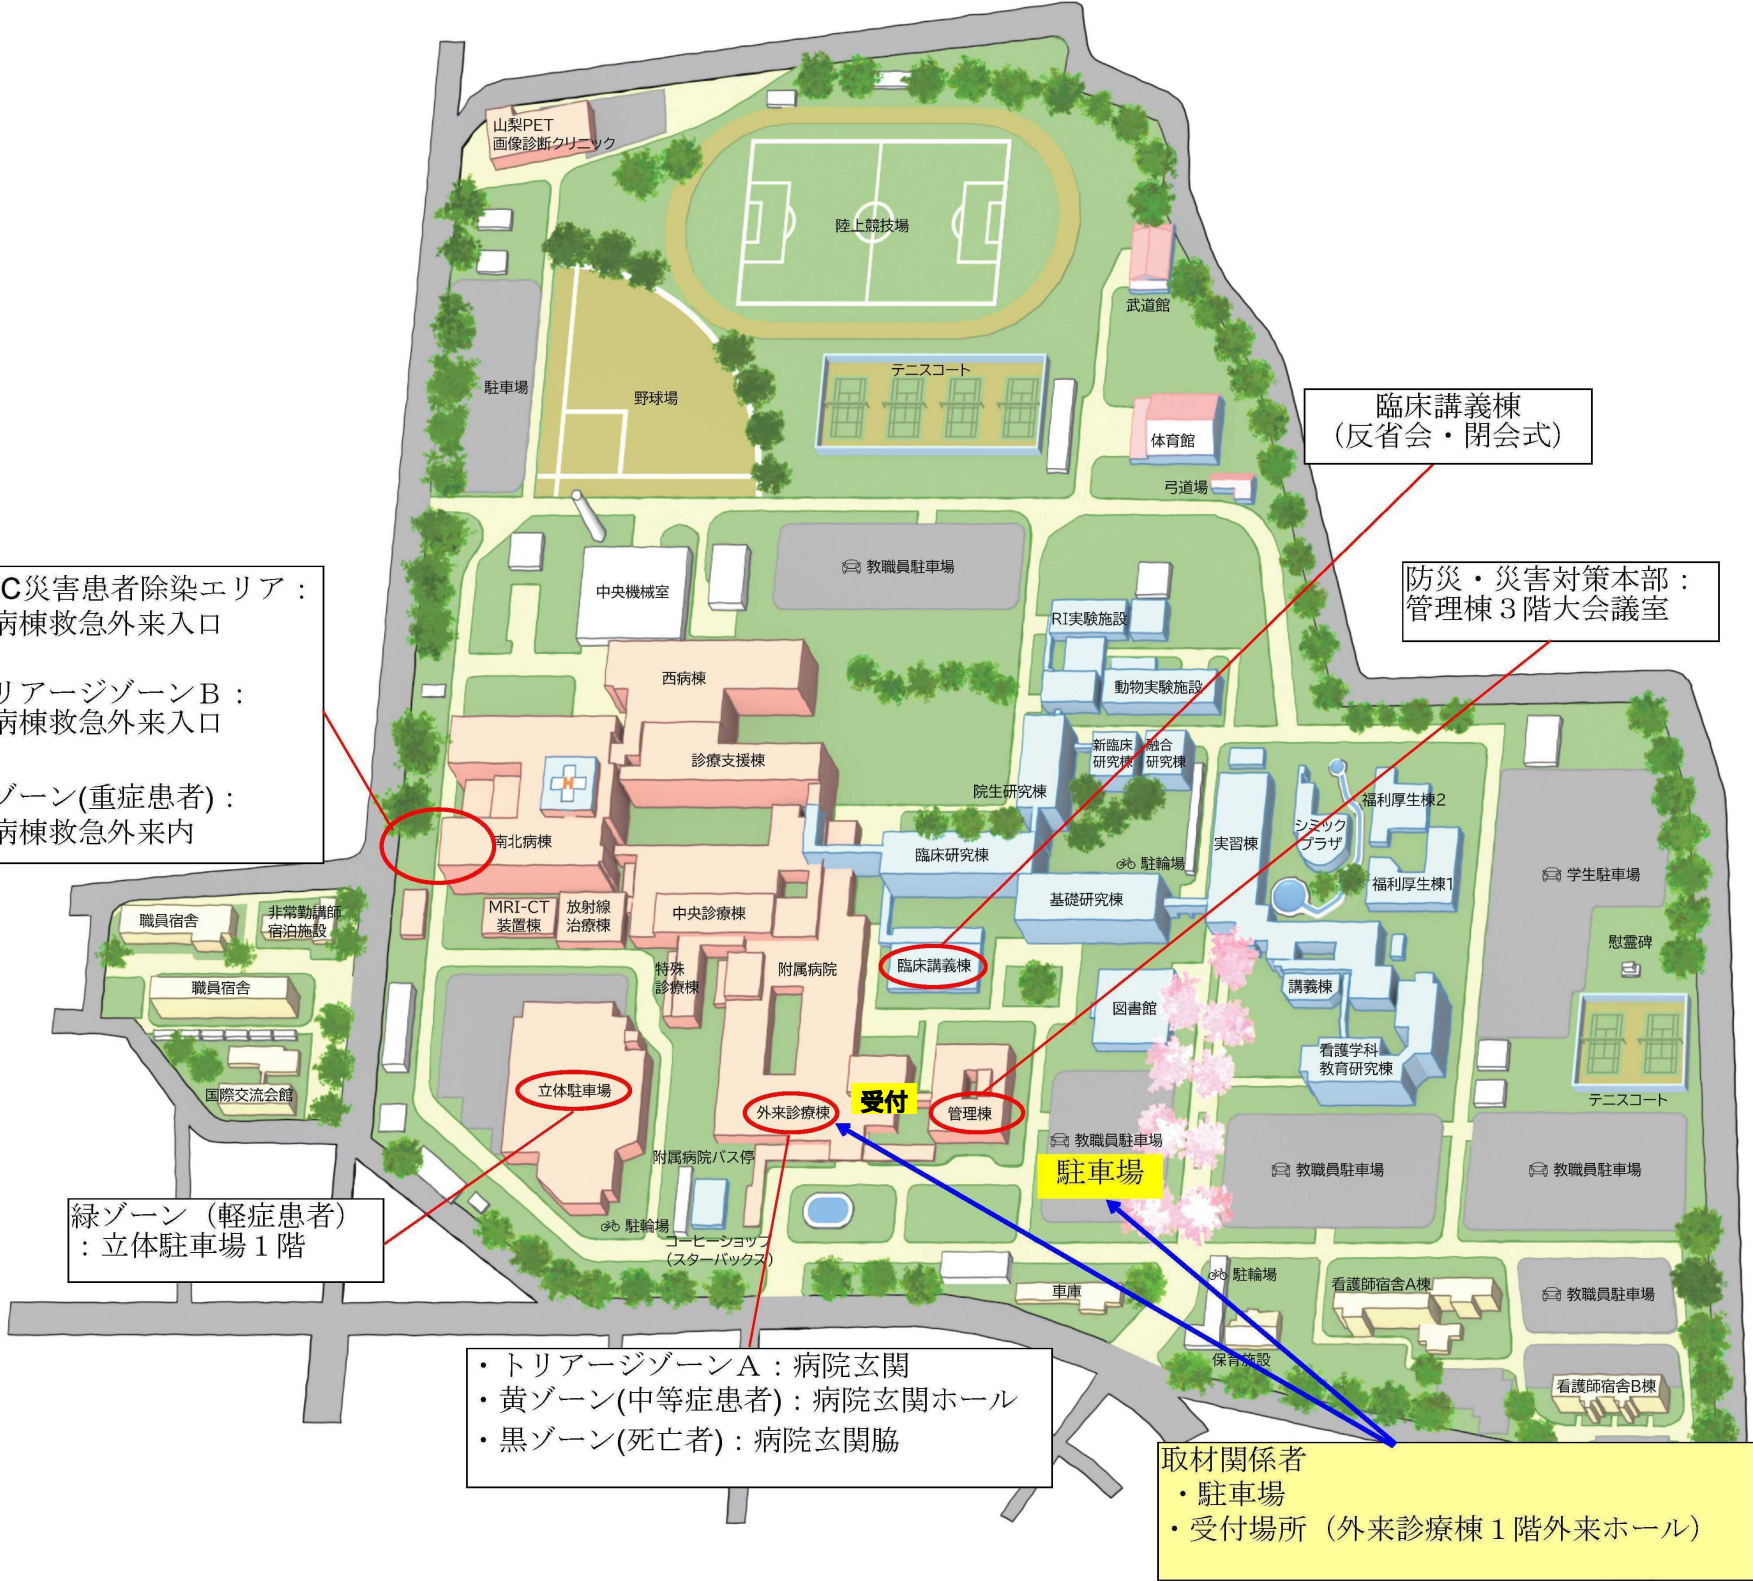 山梨PET
画像診断クリニック
陸上競技場
武道館
駐車場
野球場
テニスコート
体育館
弓道場
臨床講義棟
（反省会・閉会式）
中央機械室
教職員駐車場
RI実験施設
動物実験施設
防災・災害対策本部：
管理棟３階大会議室
C災害患者除染エリア：
病棟救急外来入口
リアージゾーンＢ：
病棟救急外来入口
ゾーン(重症患者)：
病棟救急外来内
西病棟
診療支援棟
H
南北病棟
新臨床
研究棟
融合
研究棟
院生研究棟
臨床研究棟
駐輪場
実習棟
シミック
プラザ
福利厚生棟2
福利厚生棟1
学生駐車場
基礎研究棟
MRI-CT
装置棟
放射線
治療棟
中央診療棟
特殊
診療棟
附属病院
臨床講義棟
図書館
講義棟
慰霊碑
看護学科
教育研究棟
テニスコート
職員宿舎
非常勤講師
宿泊施設
職員宿舎
国際交流会館
立体駐車場
外来診療棟
受付
管理棟
教職員駐車場
駐車場
教職員駐車場
教職員駐車場
附属病院バス停
駐輪場
コーヒーショップ
（スターバックス）
緑ゾーン（軽症患者）
：立体駐車場１階
車庫
駐輪場
保育施設
看護師宿舎A棟
教職員駐車場
看護師宿舎B棟
・トリアージゾーンＡ：病院玄関
・黄ゾーン(中等症患者)：病院玄関ホール
・黒ゾーン(死亡者)：病院玄関脇
取材関係者
・駐車場
・受付場所（外来診療棟１階外来ホール）